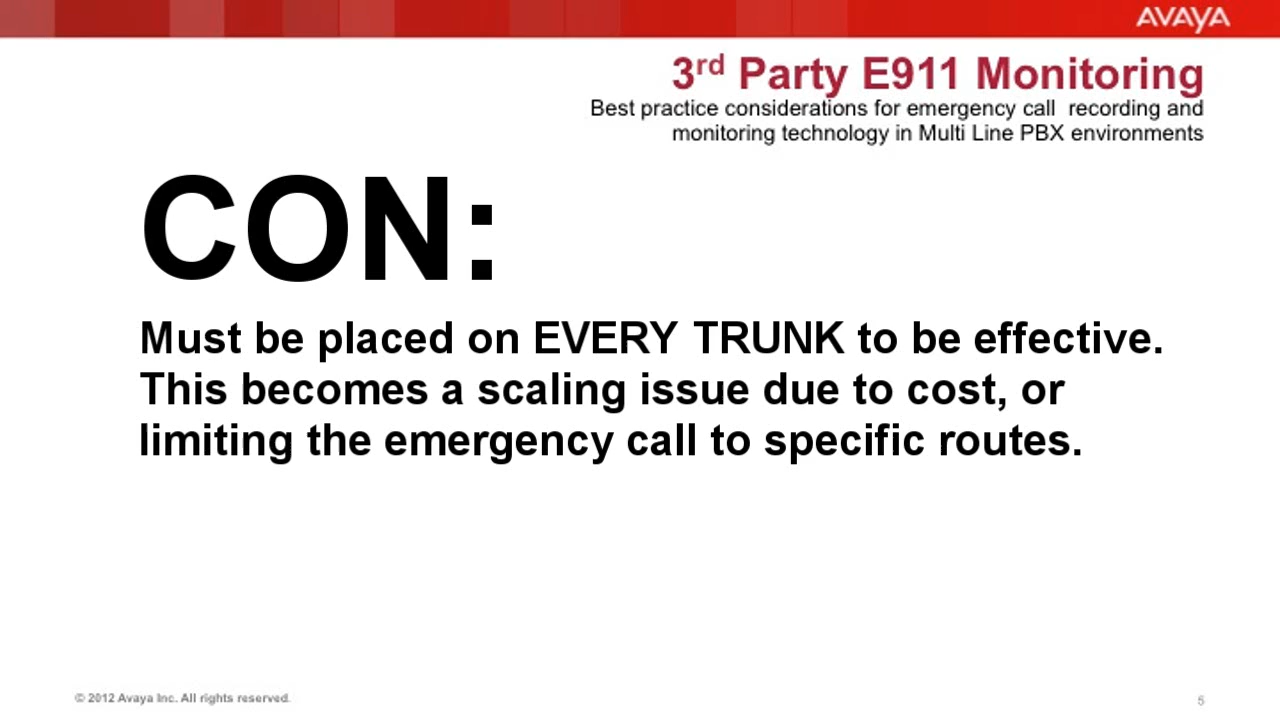 AVAYA
3rd Party E911 Monitoring
Best practice considerations for emergency call recording and
monitoring technology in Multi Line PBX environments
CON:
Must be placed on EVERY TRUNK to be effective.
This becomes a scaling issue due to cost, or
limiting the emergency call to specific routes.
© 2012 Avaya Inc. All rights reserved.
5